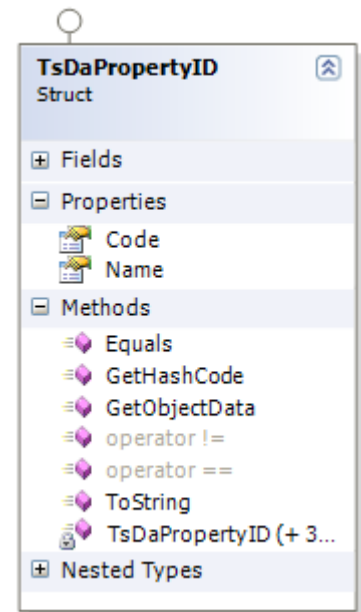 TsDaPropertyID
Struct
Fields
Properties
Code
Name
Methods
Equals
GetHashCode
GetObjectData
operator !=
operator ==
ToString
TsDaPropertyID (+ 3...
Nested Types